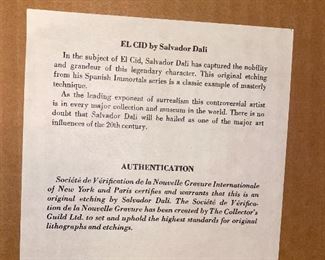 EL CID by Salvador Dali
In the subject of El Cid, Salvador Dali has captured the nobility
and grandeur of this legendary character. This original etching
from his Spanish Immortals series is a classic example of masterly
technique.
As the leading exponent of surrealism this controversial artist
is in every major collection and museum in the world. There is no
doubt that Salvador Dali will be hailed as one of the major art
influences of the 20th century.
AUTHENTICATION
Société de Vérification de la Nouvelle Gravure Internationale
of New York and Paris certifies and warrants that this is an
original etching by Salvador Dali. The Société de Vérifica-
tion de la Nouvelle Gravure has been created by The Collector's
Guild Ltd. to set and uphold the highest standards for original
lithographs and etchings.